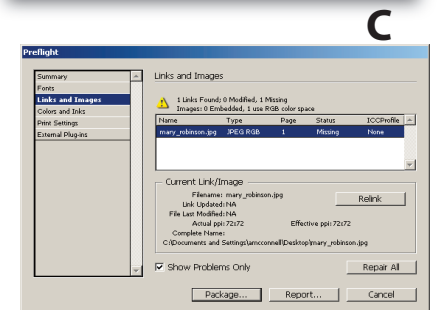 C
Preflight
Summary
Fonts
Links and Images
Colors and Inks
Print Settings
External Plug-ins
Links and Images
1 Links Found; 0 Modified, 1 Missing
Images: 0 Embedded, 1 use RGB color space
Name Type Page Status ICCProfile
mary_robinson.jpg JPEG RGB 1 Missing None
Current Link/Image
Filename: mary_robinson.jpg
Link Updated: NA
File Last Modified: NA
Actual ppi: 72x72 Effective ppi: 72x72
Complete Name:
C:\Documents and Settings\amcconnell\Desktop\mary_robinson.jpg
Relink
Show Problems Only
Repair All
Package... Report... Cancel